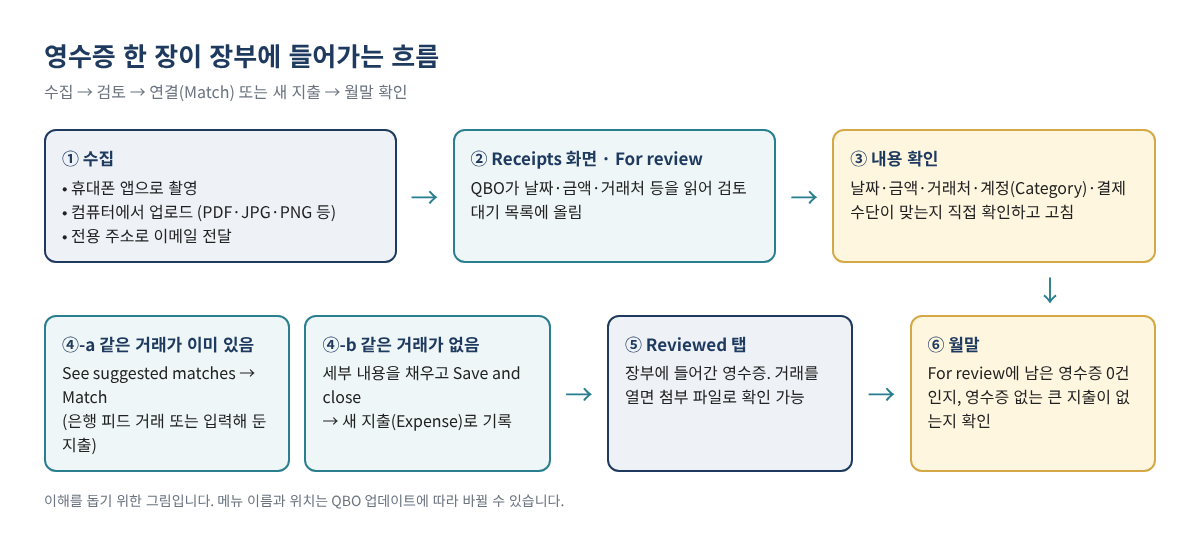 영수증 한 장이 장부에 들어가는 흐름
수집 → 검토 → 연결(Match) 또는 새 지출 → 월말 확인
① 수집
• 휴대폰 앱으로 촬영
• 컴퓨터에서 업로드 (PDF·JPG·PNG 등)
• 전용 주소로 이메일 전달
→
② Receipts 화면 · For review
QBO가 날짜·금액·거래처 등을 읽어 검토
대기 목록에 올림
→
③ 내용 확인
날짜·금액·거래처·계정(Category)·결제
수단이 맞는지 직접 확인하고 고침
↓
④-a 같은 거래가 이미 있음
See suggested matches →
Match
(은행 피드 거래 또는 입력해 둔
지출)
④-b 같은 거래가 없음
세부 내용을 채우고 Save and
close
→ 새 지출(Expense)로 기록
→
⑤ Reviewed 탭
장부에 들어간 영수증. 거래를
열면 첨부 파일로 확인 가능
→
⑥ 월말
For review에 남은 영수증 0건
인지, 영수증 없는 큰 지출이 없
는지 확인
이해를 돕기 위한 그림입니다. 메뉴 이름과 위치는 QBO 업데이트에 따라 바뀔 수 있습니다.